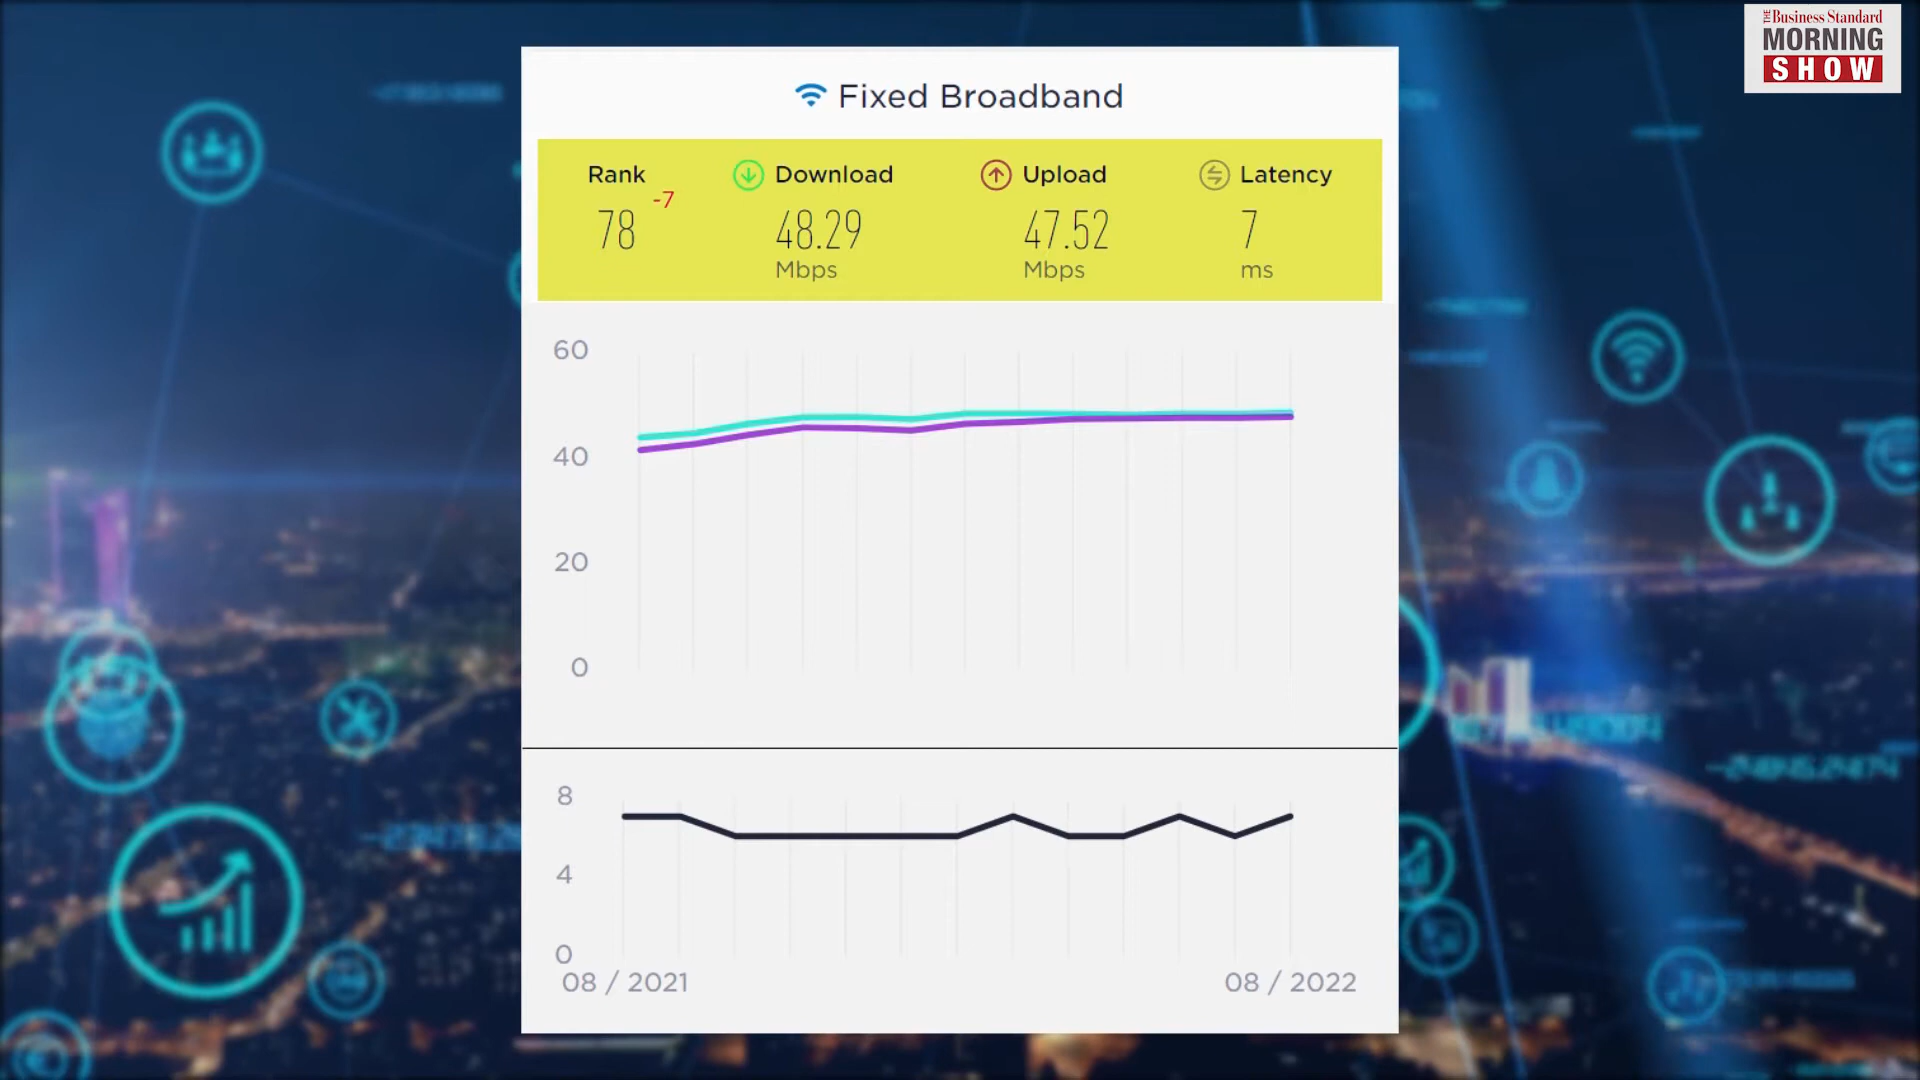 THE Business Standard
MORNING
SHOW
Fixed Broadband
Rank
Download
Upload
Latency
78 -7
48.29
47.52
7
Mbps
Mbps
ms
60
40
20
0
8
4
0
08 / 2021
08 / 2022